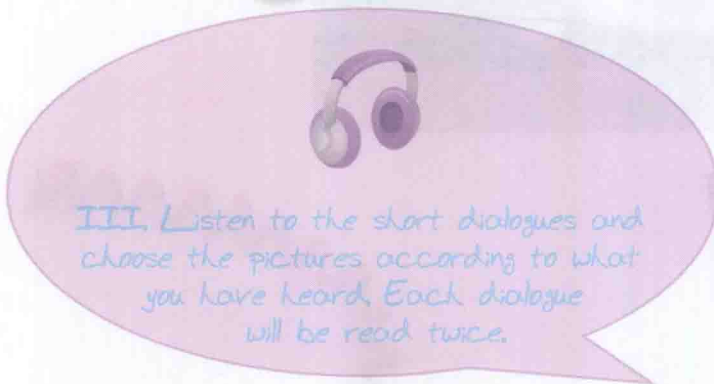 III. Listen to the short dialogues and
choose the pictures according to what
you have heard. Each dialogue
will be read twice.